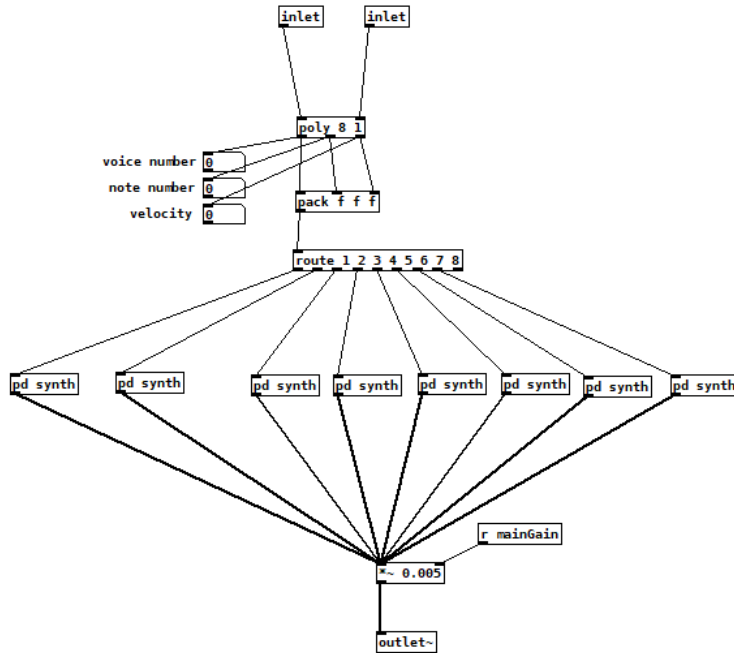 inlet
inlet
poly 8 1
voice number
0
note number
0
velocity
0
pack f f f
route 1 2 3 4 5 6 7 8
pd synth
pd synth
pd synth
pd synth
pd synth
pd synth
pd synth
pd synth
r mainGain
*~ 0.005
outlet~